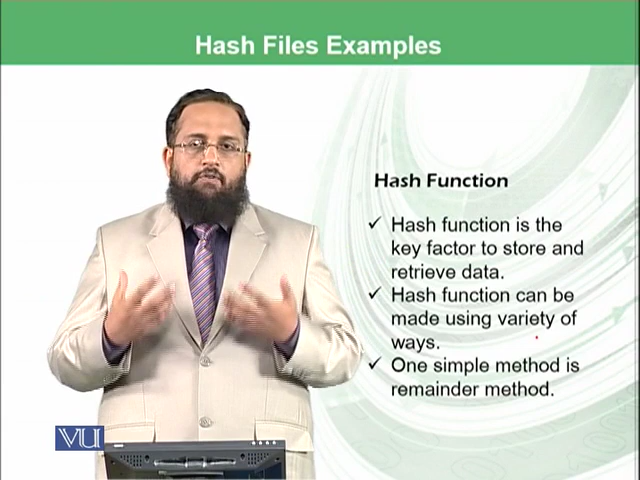 Hash Files Examples
Hash Function
✓ Hash function is the
key factor to store and
retrieve data.
✓ Hash function can be
made using variety of
ways.
✓ One simple method is
remainder method.
VU